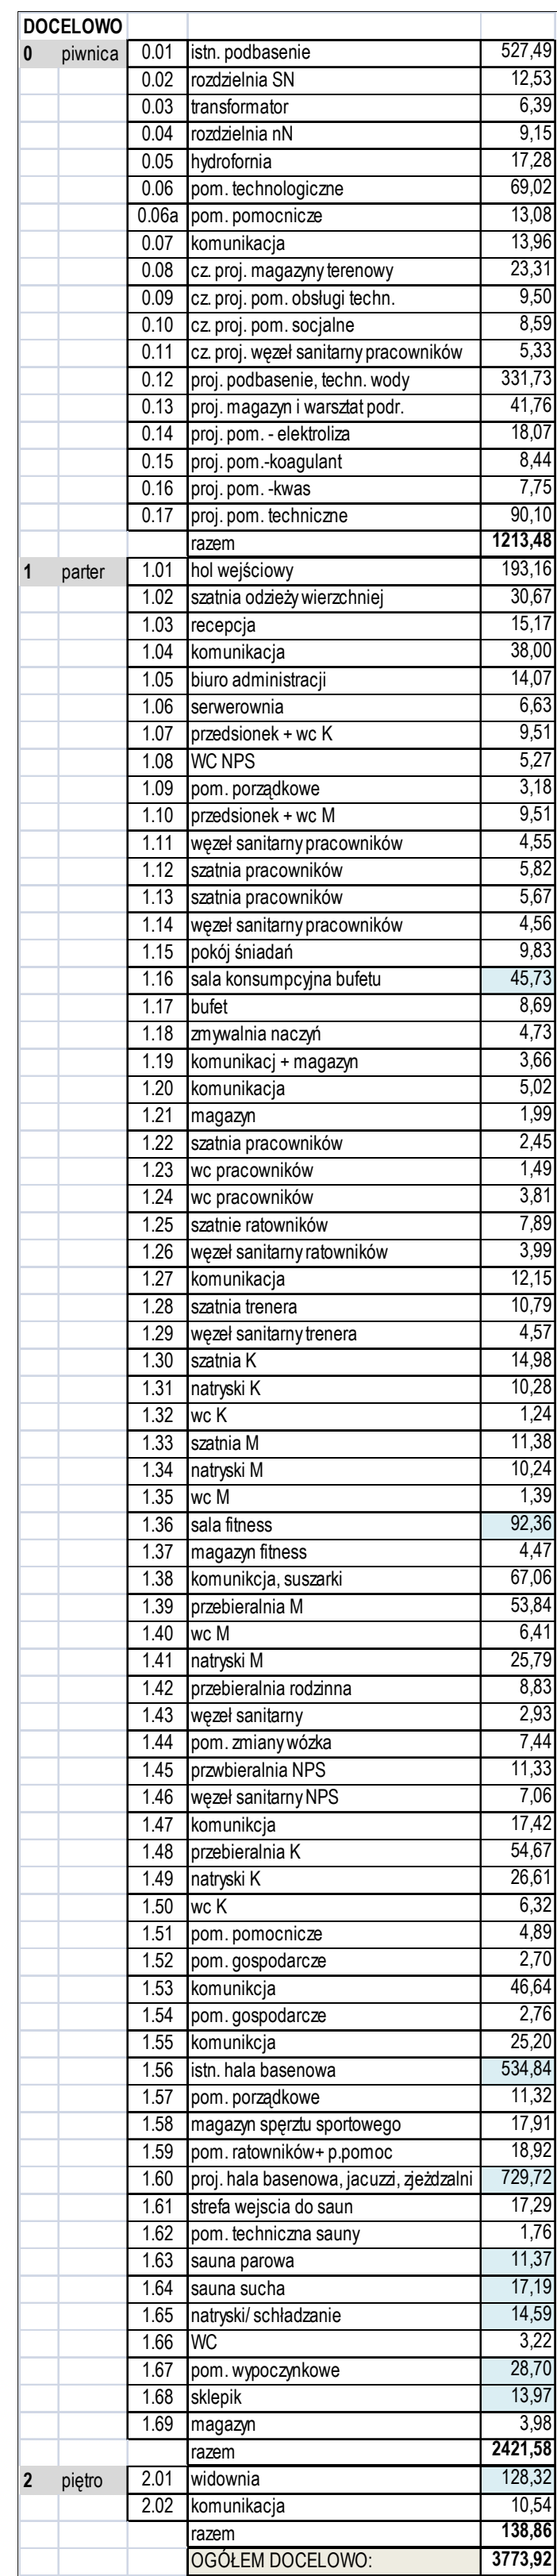 DOCELOWO
0 piwnica 0.01 istn. podbasenie 527,49
0.02 rozdzielnia SN 12,53
0.03 transformator 6,39
0.04 rozdzielnia nN 9,15
0.05 hydrofornia 17,28
0.06 pom. technologiczne 69,02
0.06a pom. pomocnicze 13,08
0.07 komunikacja 13,96
0.08 cz. proj. magazyny terenowy 23,31
0.09 cz. proj. pom. obsługi techn. 9,50
0.10 cz. proj. pom. socjalne 8,59
0.11 cz. proj. węzeł sanitarny pracowników 5,33
0.12 proj. podbasenie, techn. wody 331,73
0.13 proj. magazyn i warsztat podr. 41,76
0.14 proj. pom. - elektroliza 18,07
0.15 proj. pom.-koagulant 8,44
0.16 proj. pom. -kwas 7,75
0.17 proj. pom. techniczne 90,10
razem 1213,48
1 parter 1.01 hol wejściowy 193,16
1.02 szatnia odzieży wierzchniej 30,67
1.03 recepcja 15,17
1.04 komunikacja 38,00
1.05 biuro administracji 14,07
1.06 serwerownia 6,63
1.07 przedsionek + wc K 9,51
1.08 WC NPS 5,27
1.09 pom. porządkowe 3,18
1.10 przedsionek + wc M 9,51
1.11 węzeł sanitarny pracowników 4,55
1.12 szatnia pracowników 5,82
1.13 szatnia pracowników 5,67
1.14 węzeł sanitarny pracowników 4,56
1.15 pokój śniadań 9,83
1.16 sala konsumpcyjna bufetu 45,73
1.17 bufet 8,69
1.18 zmywalnia naczyń 4,73
1.19 komunikacj + magazyn 3,66
1.20 komunikacja 5,02
1.21 magazyn 1,99
1.22 szatnia pracowników 2,45
1.23 wc pracowników 1,49
1.24 wc pracowników 3,81
1.25 szatnie ratowników 7,89
1.26 węzeł sanitarny ratowników 3,99
1.27 komunikacja 12,15
1.28 szatnia trenera 10,79
1.29 węzeł sanitarny trenera 4,57
1.30 szatnia K 14,98
1.31 natryski K 10,28
1.32 wc K 1,24
1.33 szatnia M 11,38
1.34 natryski M 10,24
1.35 wc M 1,39
1.36 sala fitness 92,36
1.37 magazyn fitness 4,47
1.38 komunikcja, suszarki 67,06
1.39 przebieralnia M 53,84
1.40 wc M 6,41
1.41 natryski M 25,79
1.42 przebieralnia rodzinna 8,83
1.43 węzeł sanitarny 2,93
1.44 pom. zmiany wózka 7,44
1.45 przwbieralnia NPS 11,33
1.46 węzeł sanitarny NPS 7,06
1.47 komunikcja 17,42
1.48 przebieralnia K 54,67
1.49 natryski K 26,61
1.50 wc K 6,32
1.51 pom. pomocnicze 4,89
1.52 pom. gospodarcze 2,70
1.53 komunikcja 46,64
1.54 pom. gospodarcze 2,76
1.55 komunikcja 25,20
1.56 istn. hala basenowa 534,84
1.57 pom. porządkowe 11,32
1.58 magazyn spęrztu sportowego 17,91
1.59 pom. ratowników+ p.pomoc 18,92
1.60 proj. hala basenowa, jacuzzi, zjeżdzalni 729,72
1.61 strefa wejscia do saun 17,29
1.62 pom. techniczna sauny 1,76
1.63 sauna parowa 11,37
1.64 sauna sucha 17,19
1.65 natryski/ schładzanie 14,59
1.66 WC 3,22
1.67 pom. wypoczynkowe 28,70
1.68 sklepik 13,97
1.69 magazyn 3,98
razem 2421,58
2 piętro 2.01 widownia 128,32
2.02 komunikacja 10,54
razem 138,86
OGÓŁEM DOCELOWO: 3773,92